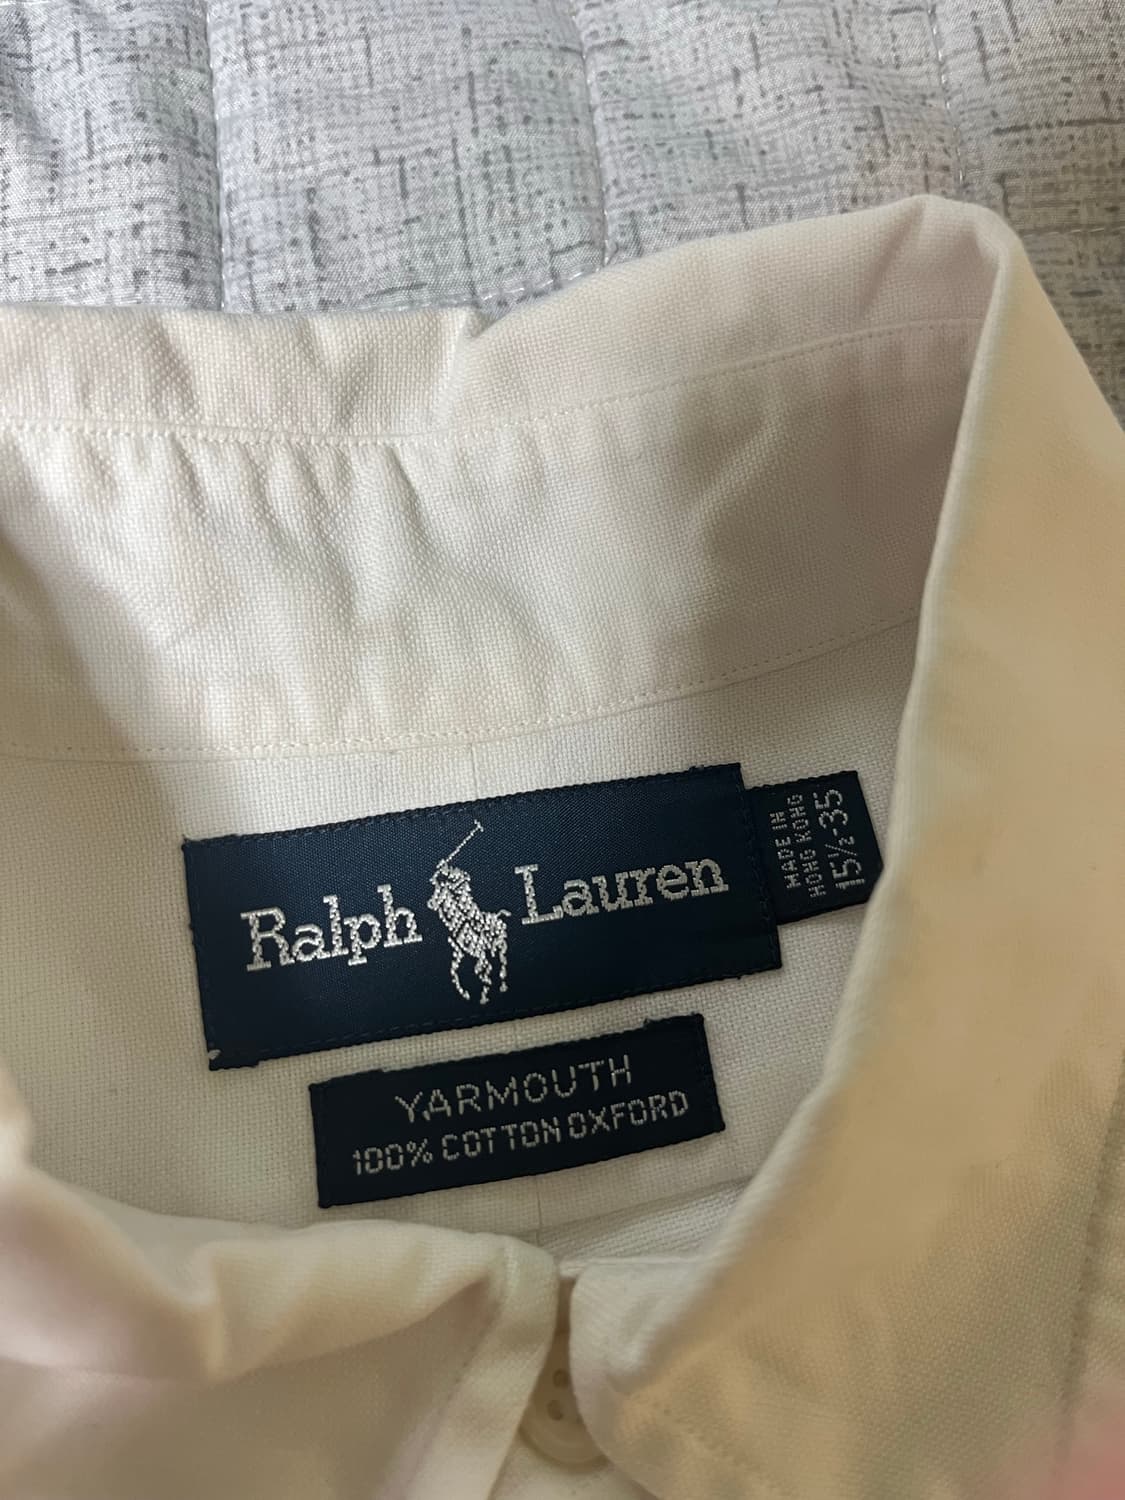 Ralph Lauren
MADE IN
HONG KONG
15½-35
YARMOUTH
100% COTTON OXFORD